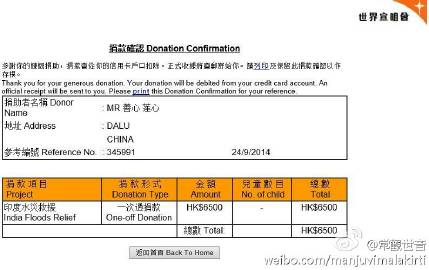 世界宣明會
捐款確認 Donation Confirmation
多謝你的慷慨捐助，捐款會從你的信用卡戶口扣除。正式收據將會郵寄給你。請列印及保留此捐款確認以作
存根。
Thank you for your generous donation. Your donation will be debited from your credit card account. An
official receipt will be sent to you. Please print this Donation Confirmation for your reference.
捐助者名稱 Donor Name : MR 善心 蓮心
地址 Address : DALU
CHINA
參考編號 Reference No. : 345991 24/9/2014
捐款項目 捐款形式 金額 兒童數目 總數
Project Donation Type Amount No. of child Total
印度水災救援 一次過捐款 HK$6500 - HK$6500
India Floods Relief One-off Donation
總數 Total: HK$6500
返回首頁 Back To Home
@常觀世音
weibo.com/manjuvimalakirti